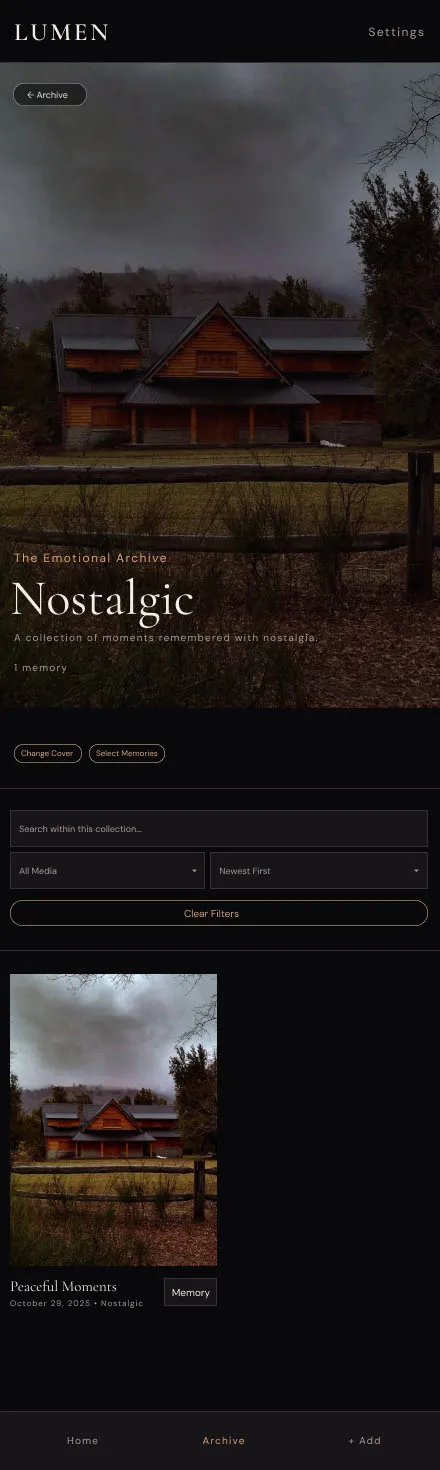 LUMEN
Settings
← Archive
The Emotional Archive
Nostalgic
A collection of moments remembered with nostalgia.
1 memory
Change Cover
Select Memories
Search within this collection...
All Media
Newest First
Clear Filters
Peaceful Moments
October 29, 2025 • Nostalgic
Memory
Home
Archive
+ Add